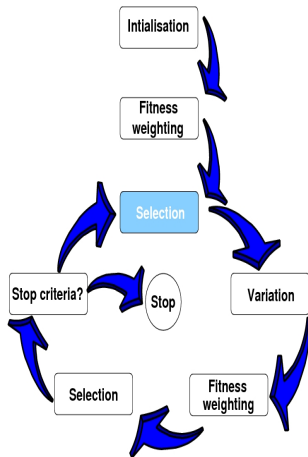 Intialisation
Fitness
weighting
Selection
Stop criteria?
Stop
Variation
Selection
Fitness
weighting